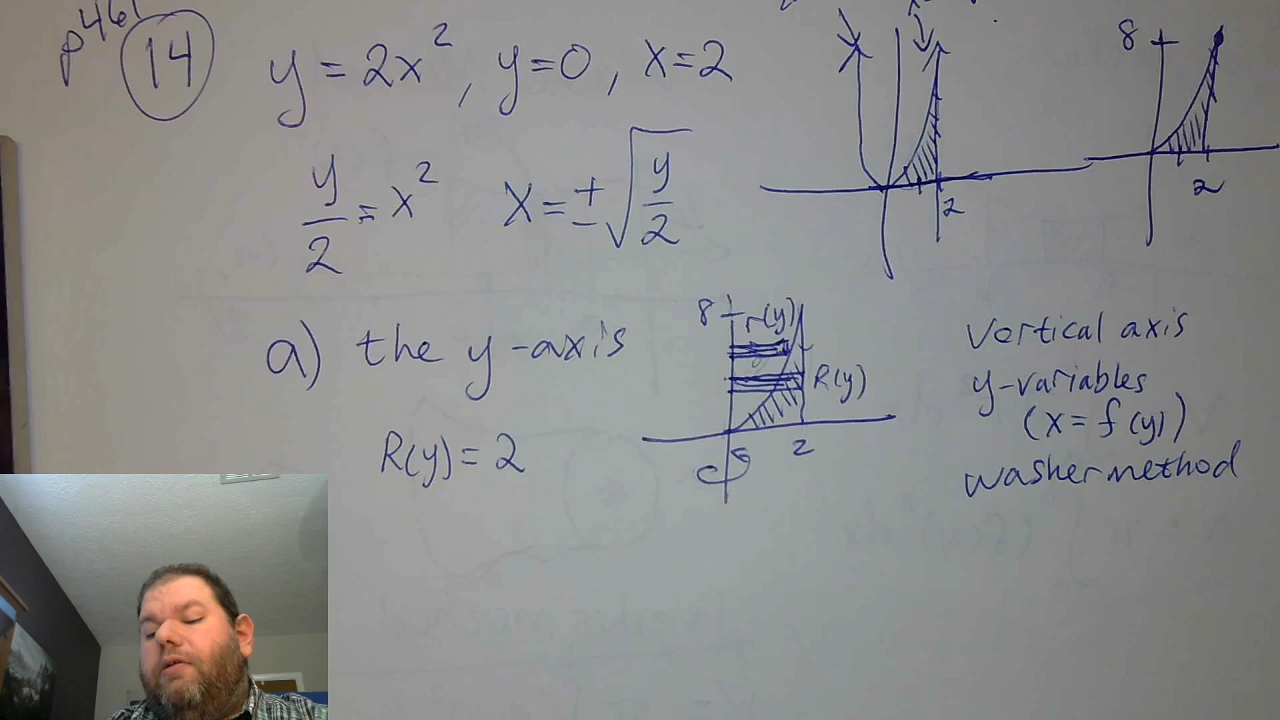 p461 (14) y = 2x², y=0, x=2
y/2 = x² x = ±√(y/2)
2
8
2
a) the y-axis
8 r(y)
R(y)
2
vertical axis
y-variables
(x = f(y))
washer method
R(y) = 2